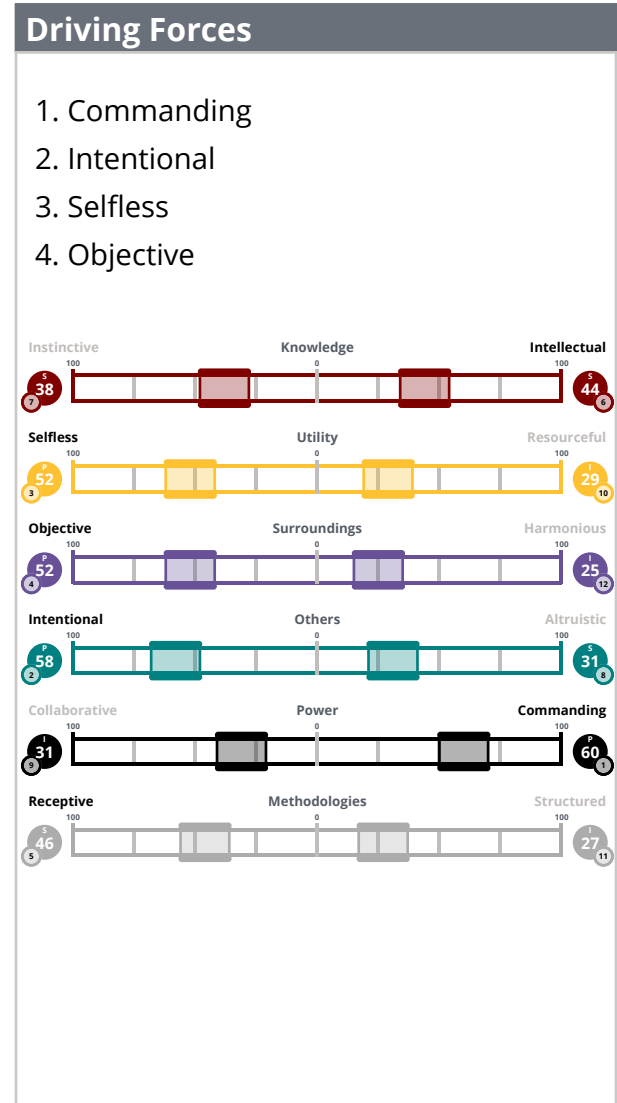 Driving Forces
1. Commanding
2. Intentional
3. Selfless
4. Objective
Instinctive Knowledge Intellectual
100 0 100
S 38 7 S 44 6
Selfless Utility Resourceful
100 0 100
P 52 3 I 29 10
Objective Surroundings Harmonious
100 0 100
P 52 4 I 25 12
Intentional Others Altruistic
100 0 100
P 58 2 S 31 8
Collaborative Power Commanding
100 0 100
I 31 9 P 60 1
Receptive Methodologies Structured
100 0 100
S 46 5 I 27 11